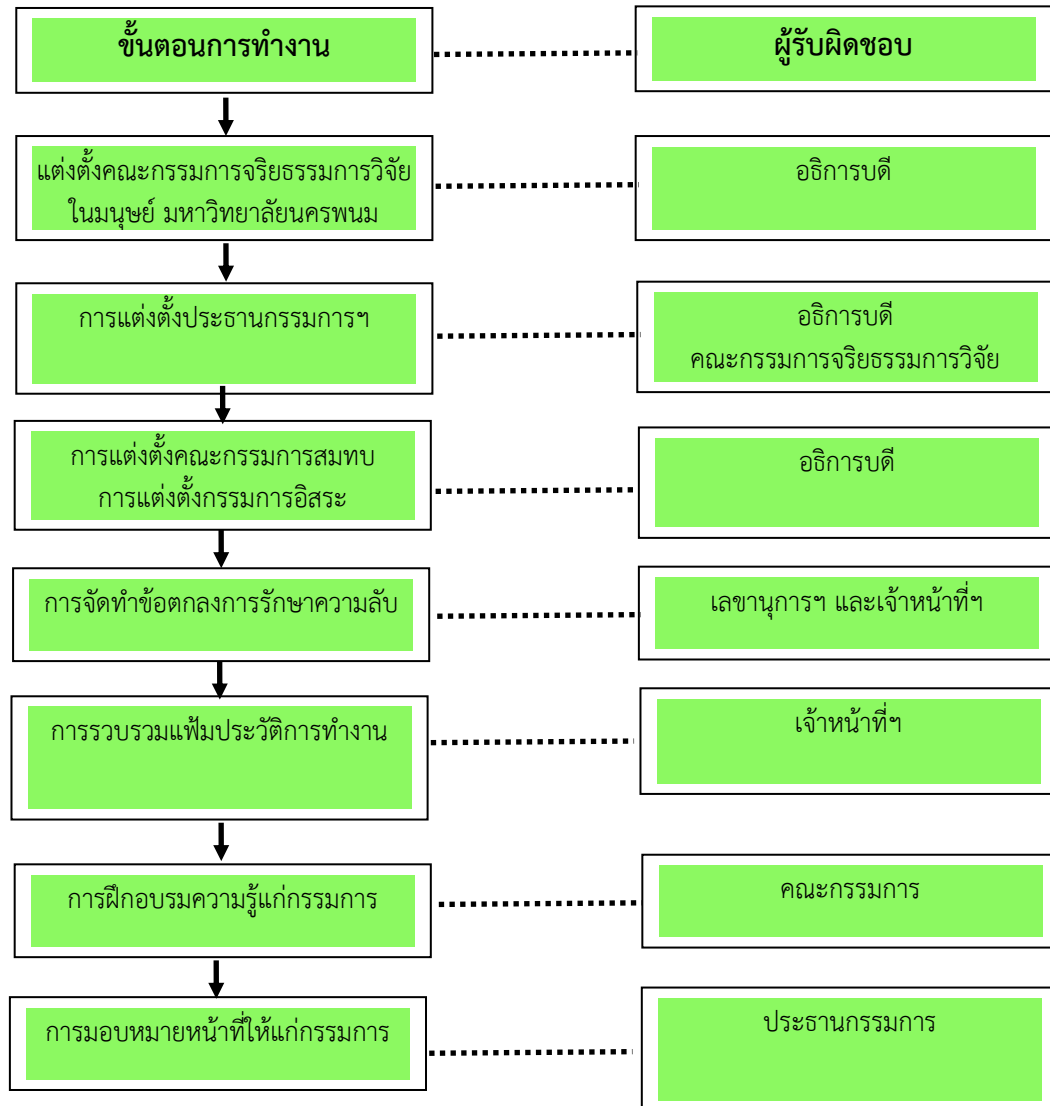 ขั้นตอนการทำงาน
ผู้รับผิดชอบ
แต่งตั้งคณะกรรมการจริยธรรมการวิจัย
ในมนุษย์ มหาวิทยาลัยนครพนม
อธิการบดี
การแต่งตั้งประธานกรรมการฯ
อธิการบดี
คณะกรรมการจริยธรรมการวิจัย
การแต่งตั้งคณะกรรมการสมทบ
การแต่งตั้งกรรมการอิสระ
อธิการบดี
การจัดทำข้อตกลงการรักษาความลับ
เลขานุการฯ และเจ้าหน้าที่ฯ
การรวบรวมแฟ้มประวัติการทำงาน
เจ้าหน้าที่ฯ
การฝึกอบรมความรู้แก่กรรมการ
คณะกรรมการ
การมอบหมายหน้าที่ให้แก่กรรมการ
ประธานกรรมการ